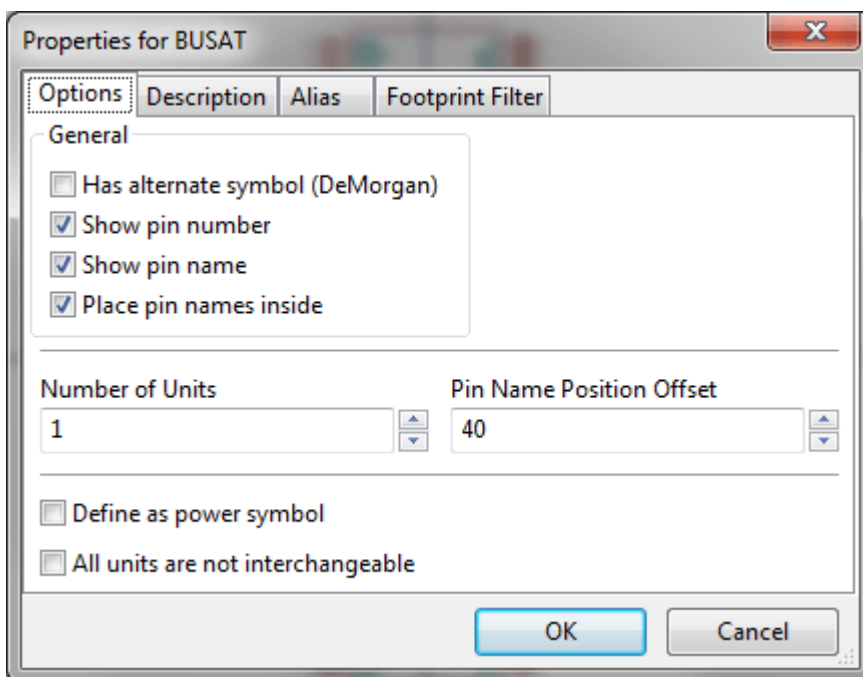 Properties for BUSAT
Options Description Alias Footprint Filter
General
Has alternate symbol (DeMorgan)
Show pin number
Show pin name
Place pin names inside
Number of Units Pin Name Position Offset
1 40
Define as power symbol
All units are not interchangeable
OK Cancel